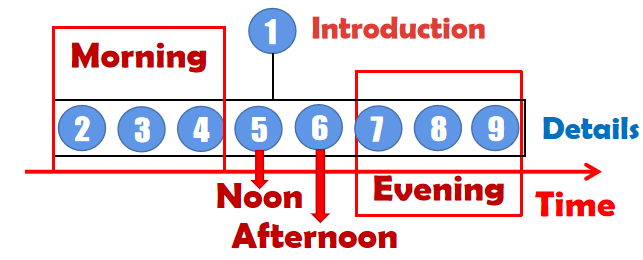 1 Introduction
Morning
2 3 4 5 6 7 8 9 Details
Noon Evening Time
Afternoon